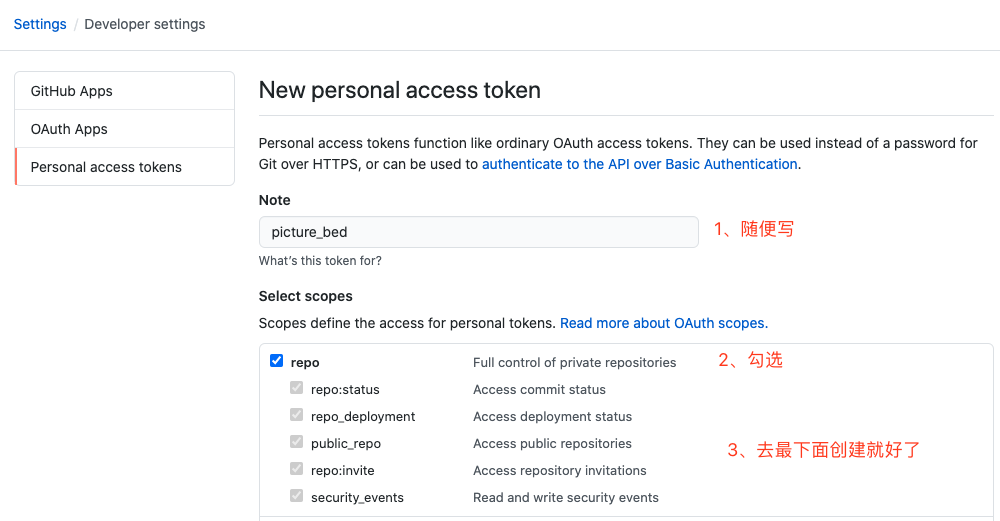 Settings / Developer settings
GitHub Apps
OAuth Apps
Personal access tokens
New personal access token
Personal access tokens function like ordinary OAuth access tokens. They can be used instead of a password for
Git over HTTPS, or can be used to authenticate to the API over Basic Authentication.
Note
picture_bed
1、随便写
What's this token for?
Select scopes
Scopes define the access for personal tokens. Read more about OAuth scopes.
repo Full control of private repositories
2、勾选
repo:status Access commit status
repo_deployment Access deployment status
public_repo Access public repositories
3、去最下面创建就好了
repo:invite Access repository invitations
security_events Read and write security events